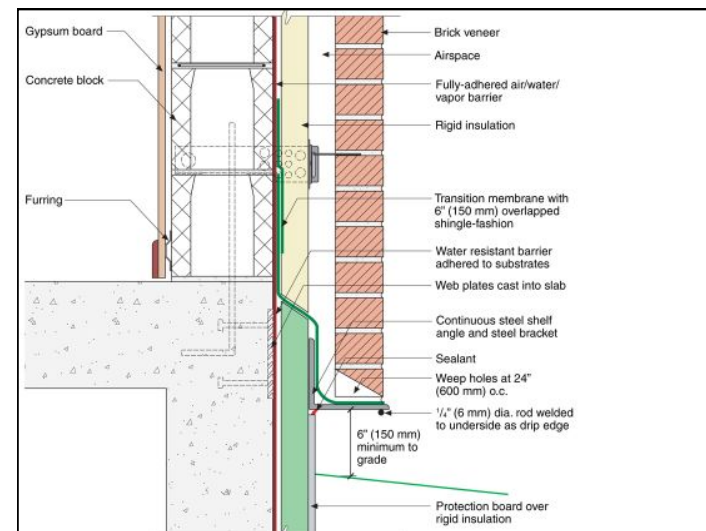 Gypsum board
Concrete block
Furring
Brick veneer
Airspace
Fully-adhered air/water/
vapor barrier
Rigid insulation
Transition membrane with
6" (150 mm) overlapped
shingle-fashion
Water resistant barrier
adhered to substrates
Web plates cast into slab
Continuous steel shelf
angle and steel bracket
Sealant
Weep holes at 24"
(600 mm) o.c.
1/4" (6 mm) dia. rod welded
to underside as drip edge
6" (150 mm)
minimum to
grade
Protection board over
rigid insulation